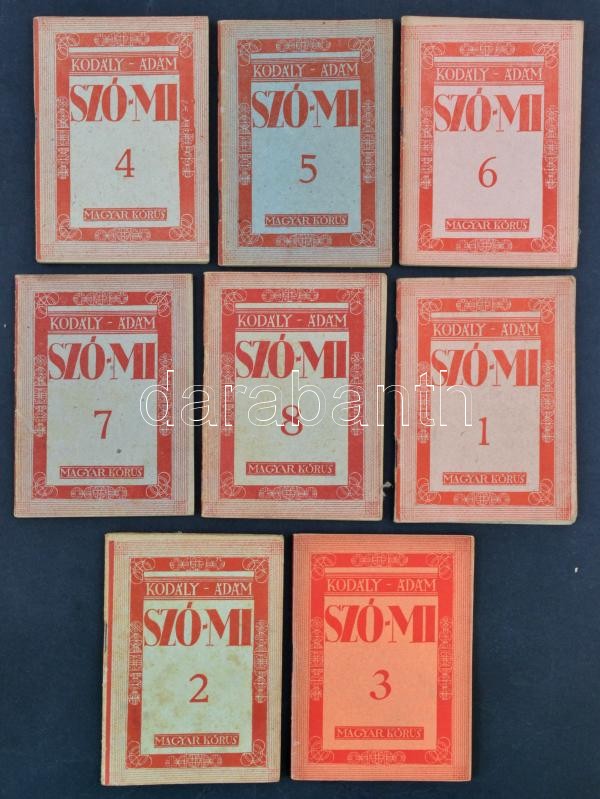 KODÁLY - ÁDÁM
SZÓ-MI
4
MAGYAR KÓRUS
KODÁLY - ÁDÁM
SZÓ-MI
5
MAGYAR KÓRUS
KODÁLY - ÁDÁM
SZÓ-MI
6
MAGYAR KÓRUS
KODÁLY - ÁDÁM
SZÓ-MI
7
MAGYAR KÓRUS
KODÁLY - ÁDÁM
SZÓ-MI
8
MAGYAR KÓRUS
KODÁLY - ÁDÁM
SZÓ-MI
1
MAGYAR KÓRUS
darabanth
KODÁLY - ÁDÁM
SZÓ-MI
2
MAGYAR KÓRUS
KODÁLY - ÁDÁM
SZÓ-MI
3
MAGYAR KÓRUS